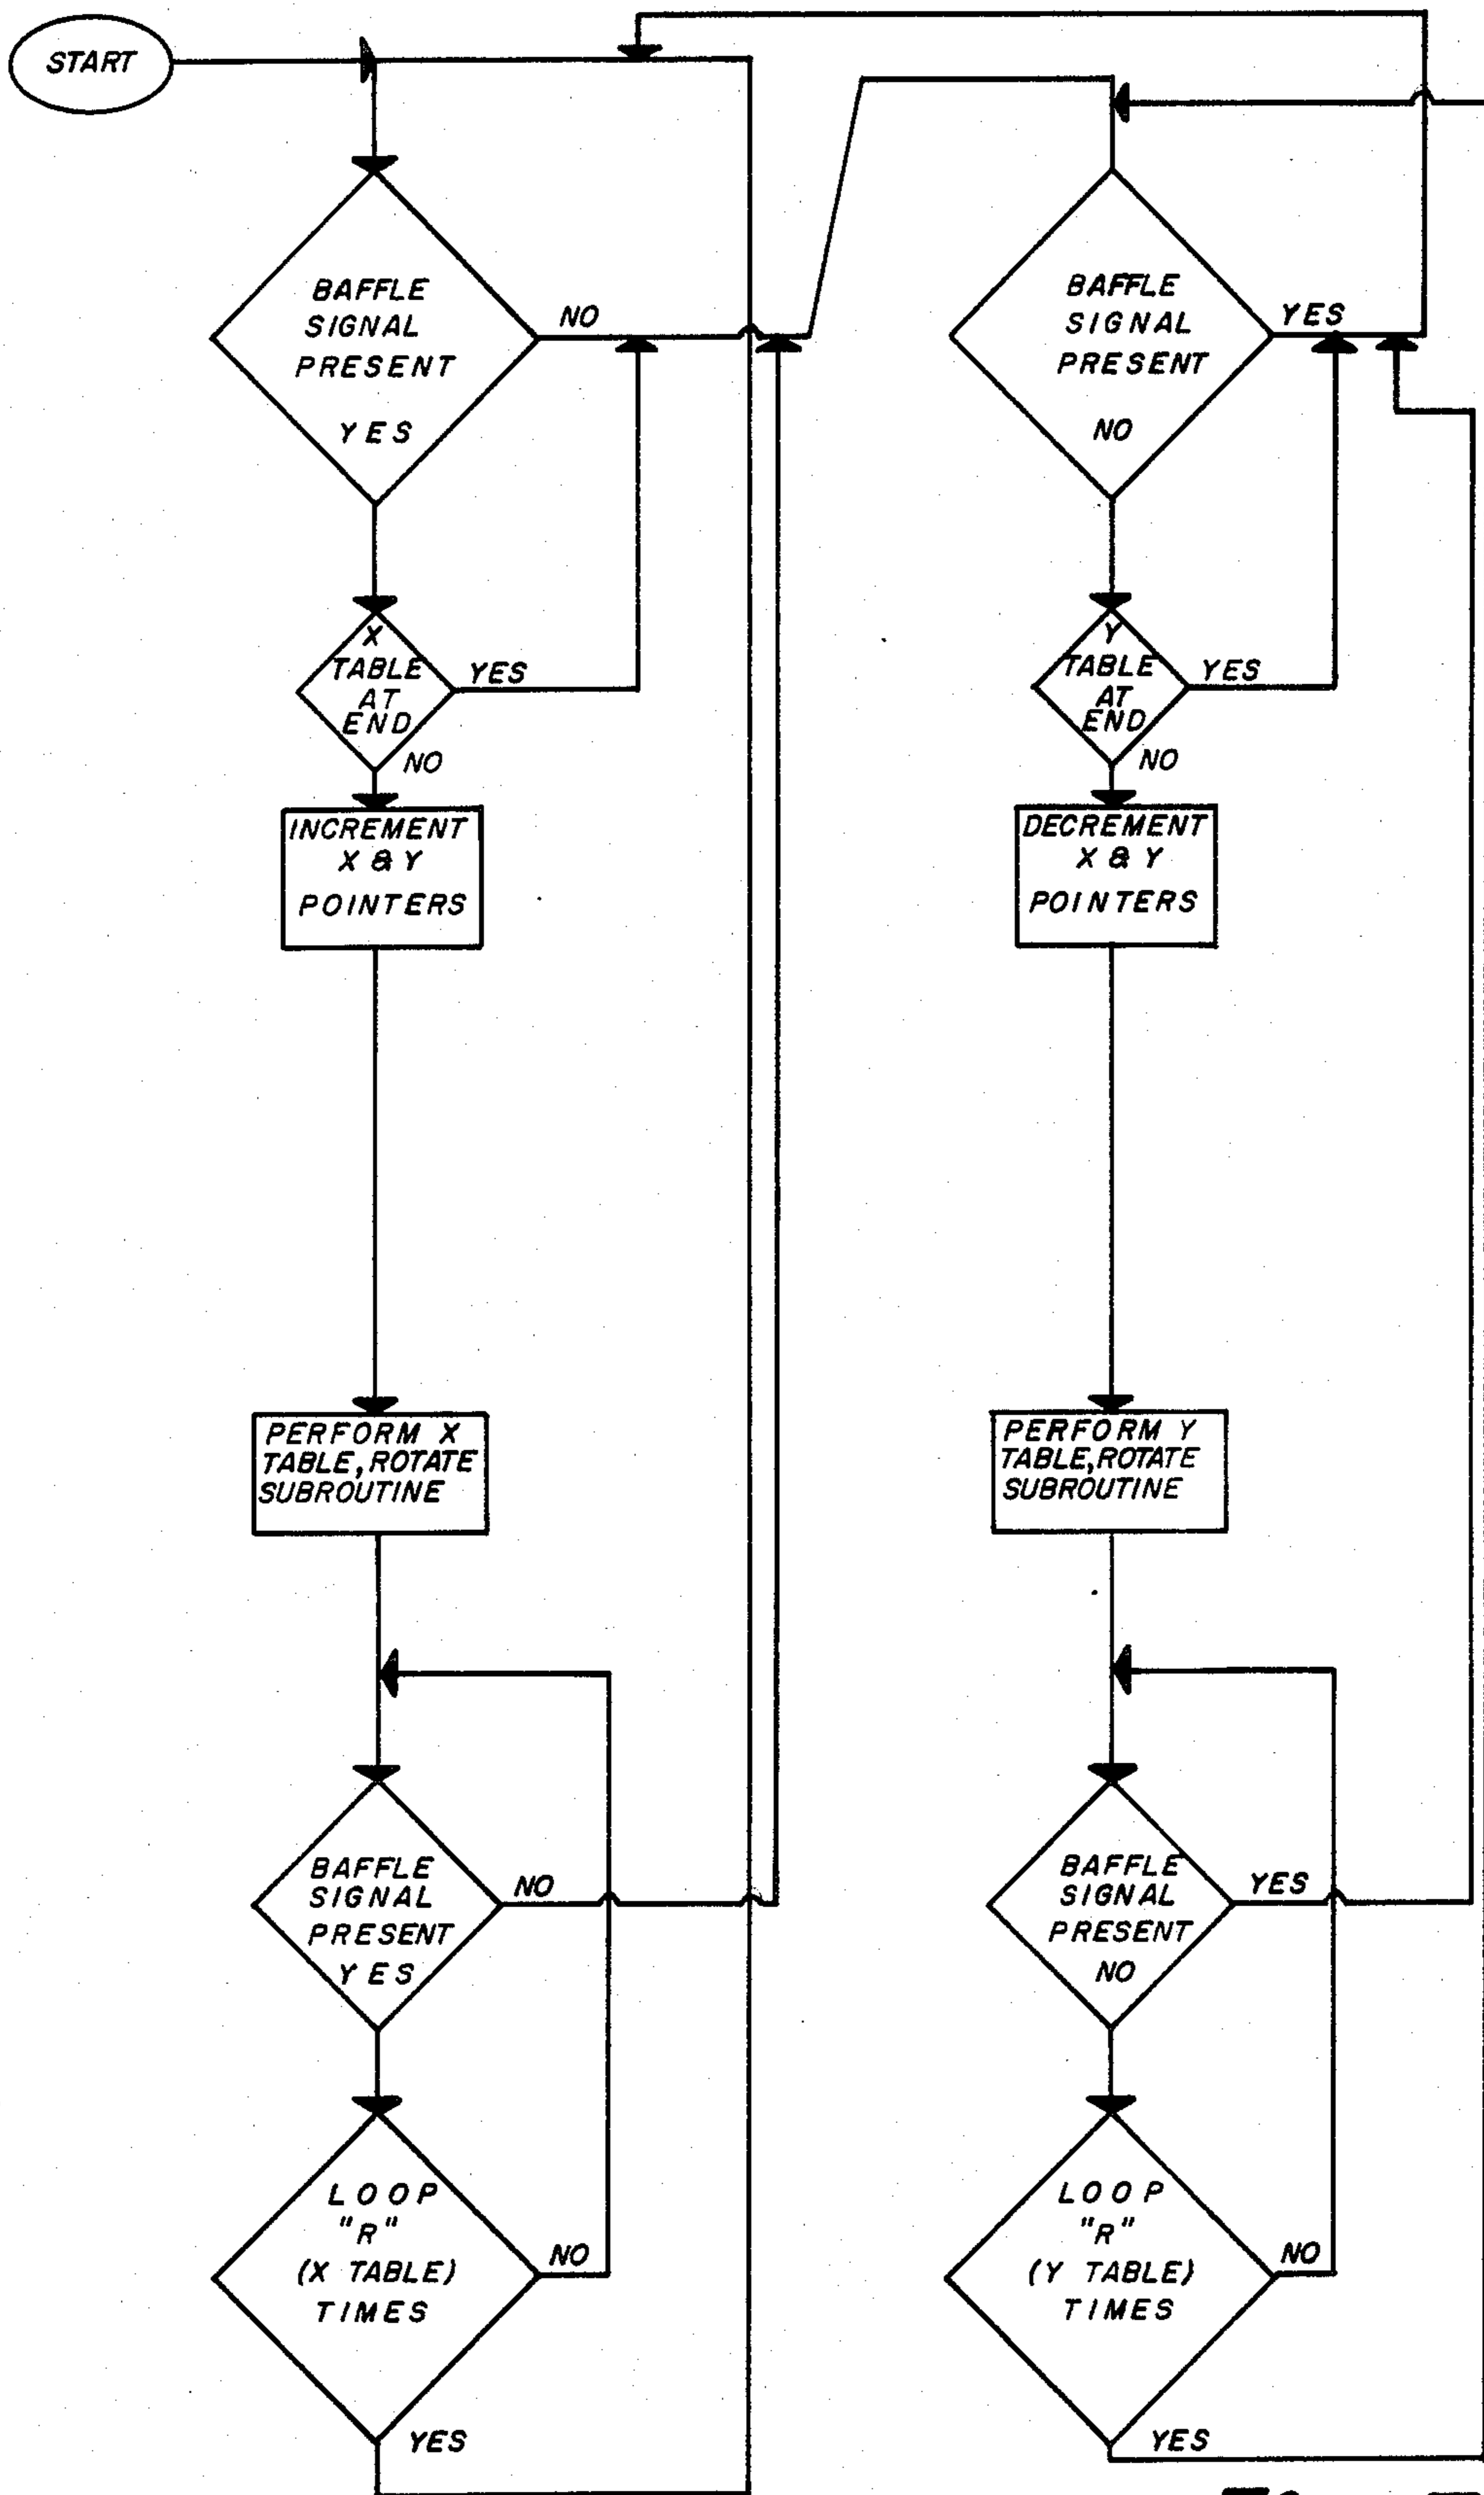 START
BAFFLE
SIGNAL
PRESENT
YES
NO
X
TABLE
AT
END
YES
NO
INCREMENT
X & Y
POINTERS
PERFORM X
TABLE, ROTATE
SUBROUTINE
BAFFLE
SIGNAL
PRESENT
YES
NO
LOOP
"R"
(X TABLE)
TIMES
NO
YES
BAFFLE
SIGNAL
PRESENT
NO
YES
Y
TABLE
AT
END
YES
NO
DECREMENT
X & Y
POINTERS
PERFORM Y
TABLE, ROTATE
SUBROUTINE
BAFFLE
SIGNAL
PRESENT
NO
YES
LOOP
"R"
(Y TABLE)
TIMES
NO
YES